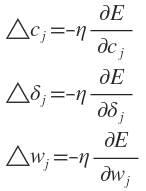 △c_j = -η ∂E/∂c_j
△δ_j = -η ∂E/∂δ_j
△w_j = -η ∂E/∂w_j